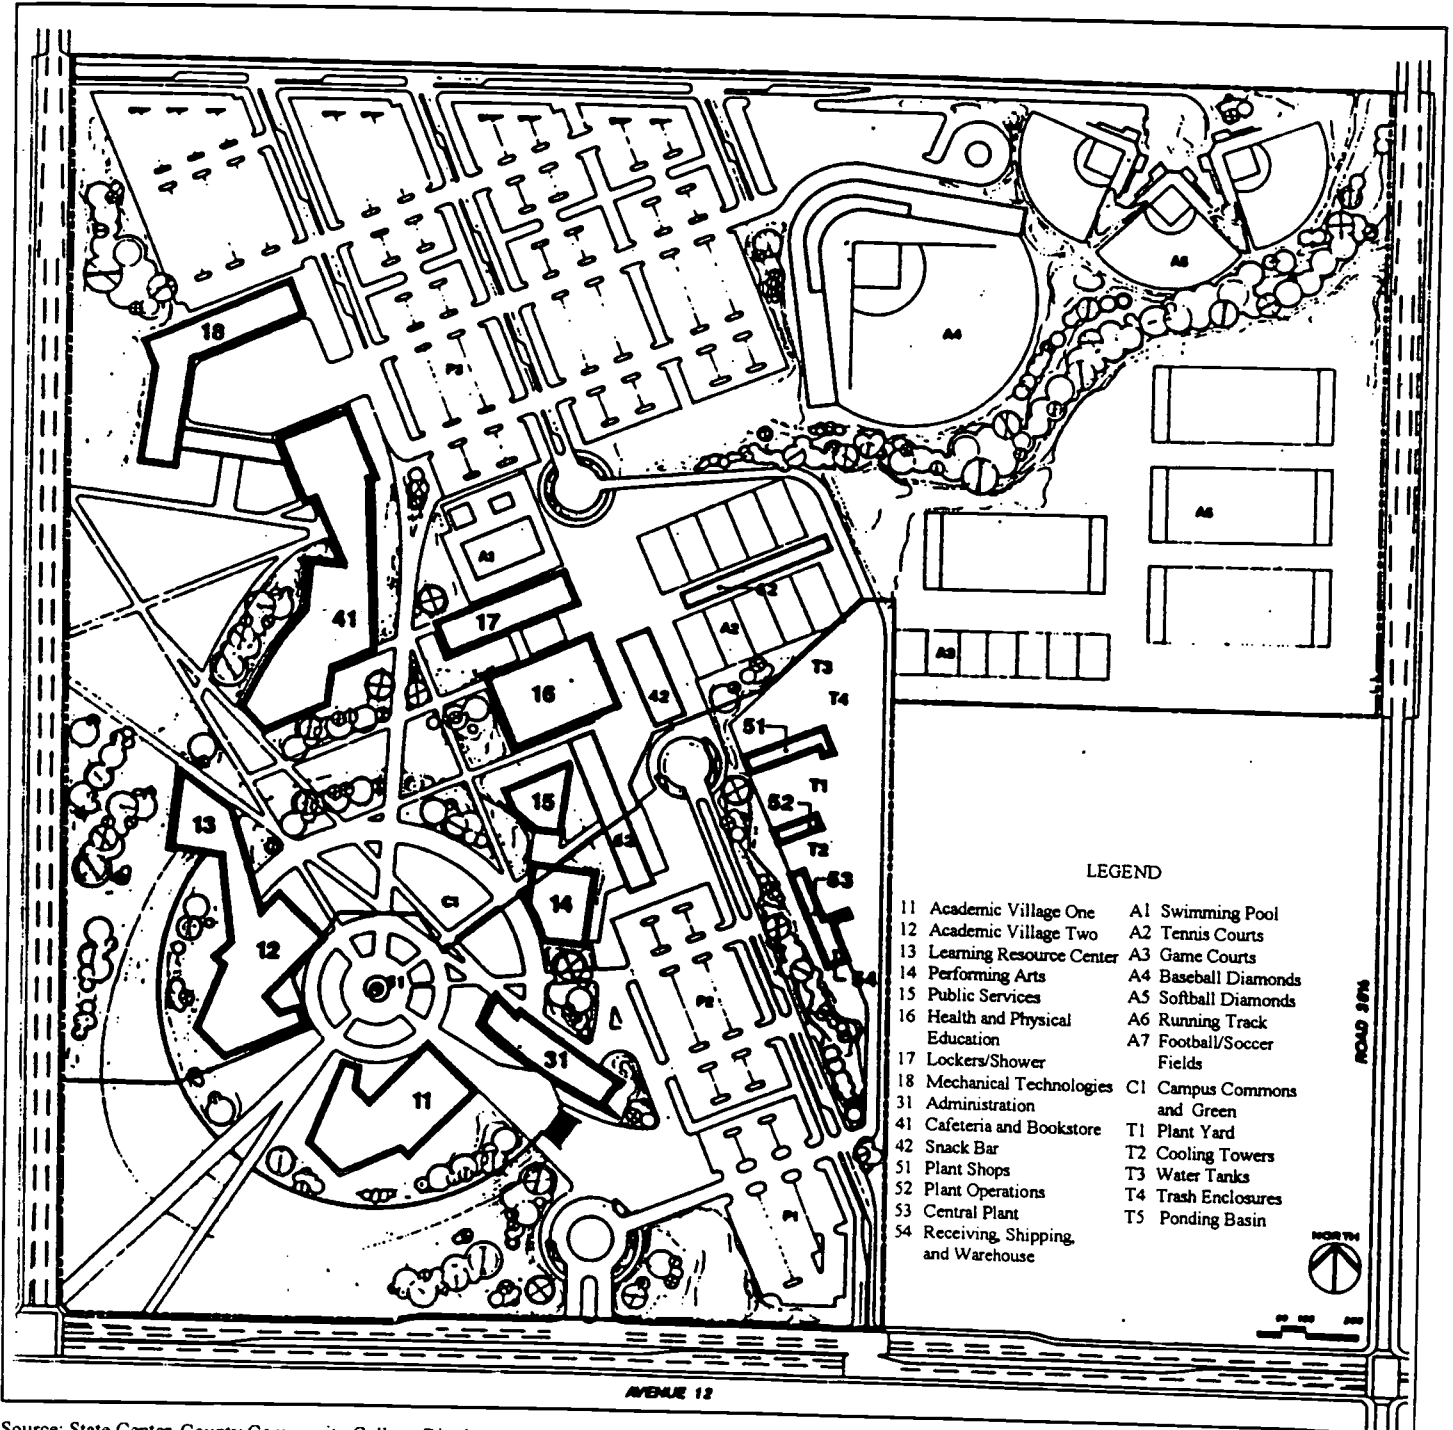 18
P3
A5
A4
A1
17
41
16
42
A2
A3
T3
T4
51
T1
52
T2
53
15
13
14
C1
12
P2
31
11
P1
LEGEND
11 Academic Village One
12 Academic Village Two
13 Learning Resource Center
14 Performing Arts
15 Public Services
16 Health and Physical
Education
17 Lockers/Shower
18 Mechanical Technologies
31 Administration
41 Cafeteria and Bookstore
42 Snack Bar
51 Plant Shops
52 Plant Operations
53 Central Plant
54 Receiving, Shipping,
and Warehouse
A1 Swimming Pool
A2 Tennis Courts
A3 Game Courts
A4 Baseball Diamonds
A5 Softball Diamonds
A6 Running Track
A7 Football/Soccer
Fields
C1 Campus Commons
and Green
T1 Plant Yard
T2 Cooling Towers
T3 Water Tanks
T4 Trash Enclosures
T5 Ponding Basin
54
ROAD
NORTH
AVENUE 12
Source: State Center County Community College